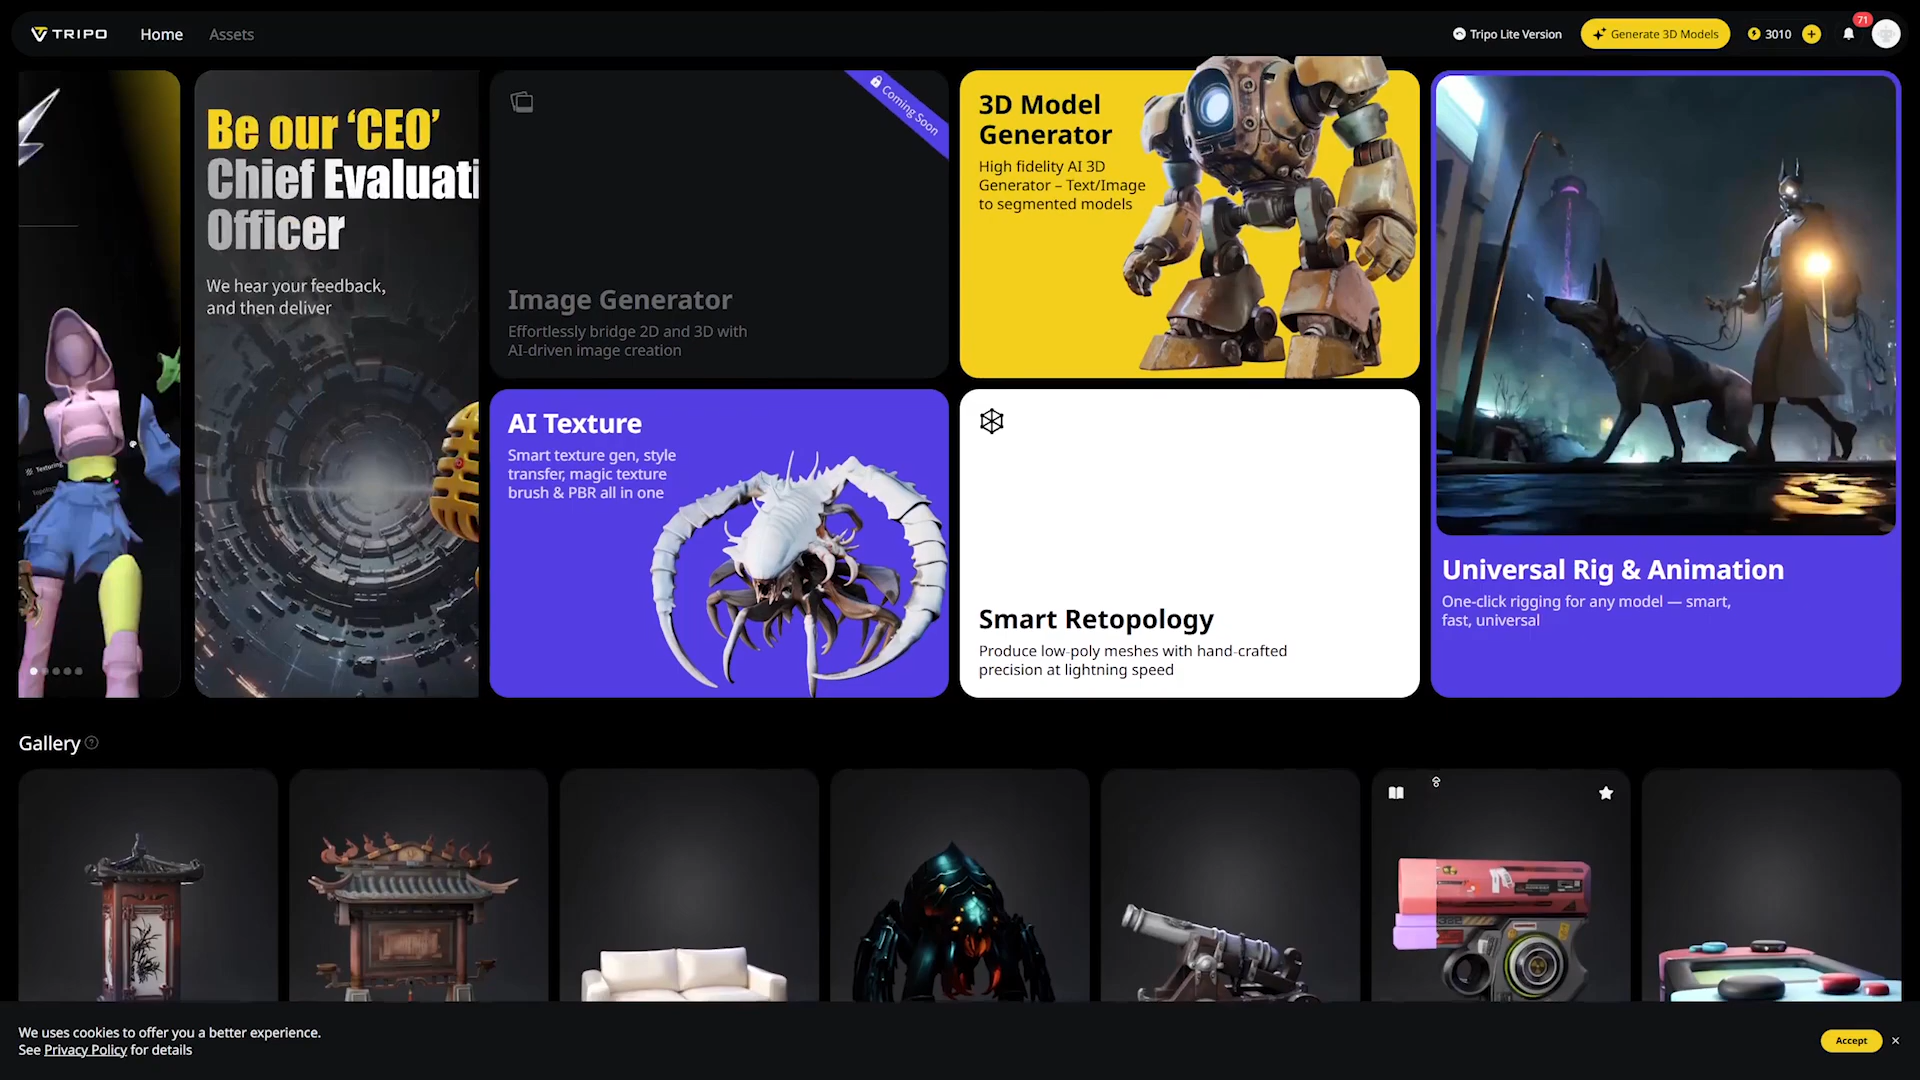 TRIPO
Home
Assets
Tripo Lite Version
Generate 3D Models
3010
71
Be our ‘CEO’
Chief Evaluati
Officer
We hear your feedback,
and then deliver
Texturing
Coming Soon
Image Generator
Effortlessly bridge 2D and 3D with
AI-driven image creation
3D Model
Generator
High fidelity AI 3D
Generator – Text/Image
to segmented models
AI Texture
Smart texture gen, style
transfer, magic texture
brush & PBR all in one
Smart Retopology
Produce low-poly meshes with hand-crafted
precision at lightning speed
Universal Rig & Animation
One-click rigging for any model — smart,
fast, universal
Gallery
We uses cookies to offer you a better experience.
See Privacy Policy for details
Accept